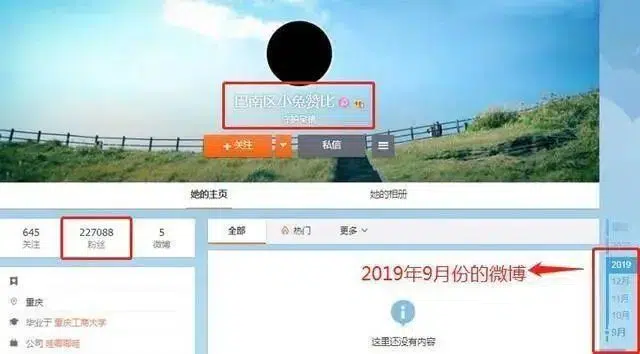 巴南区小兔赞比
+关注
私信
她的主页
她的相册
645
关注
227088
粉丝
5
微博
全部
热门
更多
重庆
毕业于 重庆工商大学
公司 哇唧唧哇
2019年9月份的微博
这里还没有内容
2019
12月
11月
10月
9月